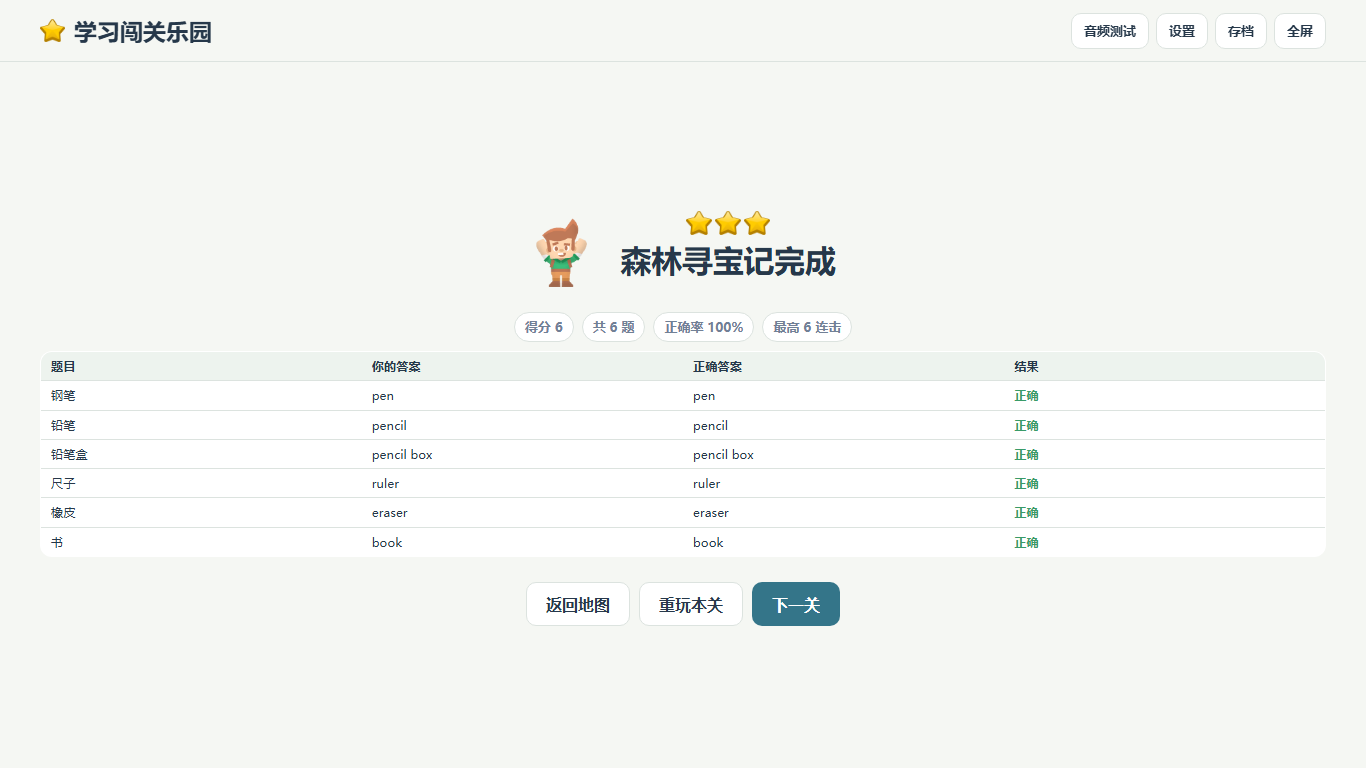 学习闯关乐园
音频测试 设置 存档 全屏
森林寻宝记完成
得分 6 共 6 题 正确率 100% 最高 6 连击
题目 你的答案 正确答案 结果
钢笔 pen pen 正确
铅笔 pencil pencil 正确
铅笔盒 pencil box pencil box 正确
尺子 ruler ruler 正确
橡皮 eraser eraser 正确
书 book book 正确
返回地图 重玩本关 下一关